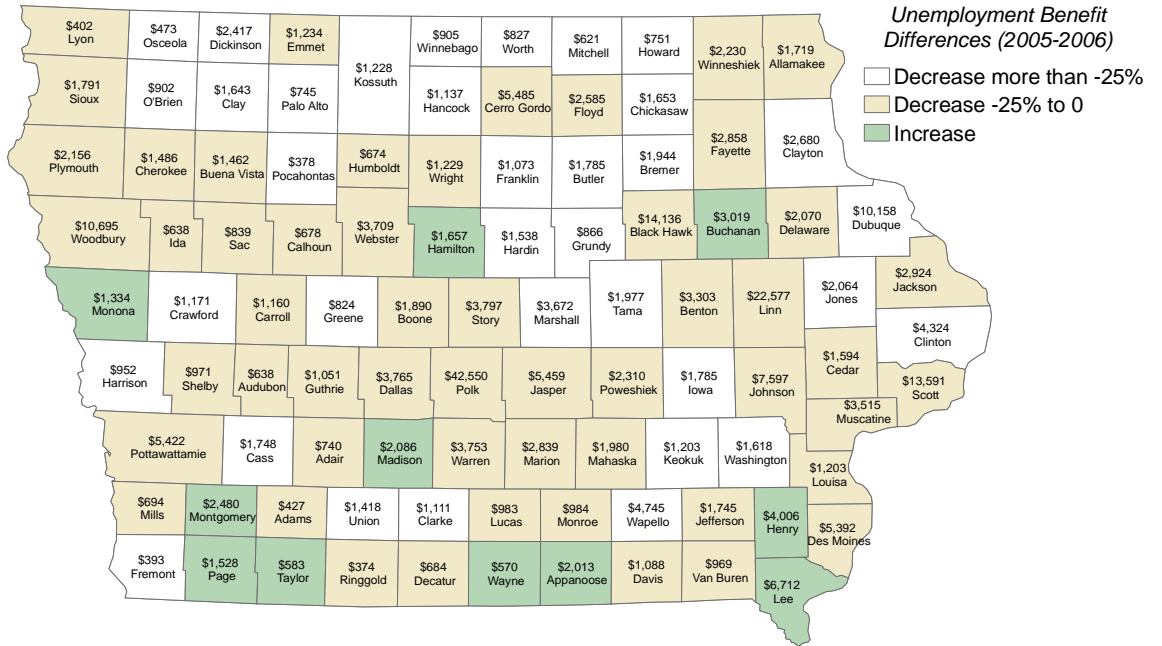 Unemployment Benefit
Differences (2005-2006)
Decrease more than -25%
Decrease -25% to 0
Increase
$402
Lyon
$473
Osceola
$2,417
Dickinson
$1,234
Emmet
$1,228
Kossuth
$905
Winnebago
$827
Worth
$621
Mitchell
$751
Howard
$2,230
Winneshiek
$1,719
Allamakee
$1,791
Sioux
$902
O'Brien
$1,643
Clay
$745
Palo Alto
$1,137
Hancock
$5,485
Cerro Gordo
$2,585
Floyd
$1,653
Chickasaw
$2,858
Fayette
$2,680
Clayton
$2,156
Plymouth
$1,486
Cherokee
$1,462
Buena Vista
$378
Pocahontas
$674
Humboldt
$1,229
Wright
$1,073
Franklin
$1,785
Butler
$1,944
Bremer
$10,695
Woodbury
$638
Ida
$839
Sac
$678
Calhoun
$3,709
Webster
$1,657
Hamilton
$1,538
Hardin
$866
Grundy
$14,136
Black Hawk
$3,019
Buchanan
$2,070
Delaware
$10,158
Dubuque
$1,334
Monona
$1,171
Crawford
$1,160
Carroll
$824
Greene
$1,890
Boone
$3,797
Story
$3,672
Marshall
$1,977
Tama
$3,303
Benton
$22,577
Linn
$2,064
Jones
$2,924
Jackson
$4,324
Clinton
$952
Harrison
$971
Shelby
$638
Audubon
$1,051
Guthrie
$3,765
Dallas
$42,550
Polk
$5,459
Jasper
$2,310
Poweshiek
$1,785
Iowa
$7,597
Johnson
$1,594
Cedar
$13,591
Scott
$3,515
Muscatine
$5,422
Pottawattamie
$1,748
Cass
$740
Adair
$2,086
Madison
$3,753
Warren
$2,839
Marion
$1,980
Mahaska
$1,203
Keokuk
$1,618
Washington
$1,203
Louisa
$694
Mills
$2,480
Montgomery
$427
Adams
$1,418
Union
$1,111
Clarke
$983
Lucas
$984
Monroe
$4,745
Wapello
$1,745
Jefferson
$4,006
Henry
$5,392
Des Moines
$393
Fremont
$1,528
Page
$583
Taylor
$374
Ringgold
$684
Decatur
$570
Wayne
$2,013
Appanoose
$1,088
Davis
$969
Van Buren
$6,712
Lee